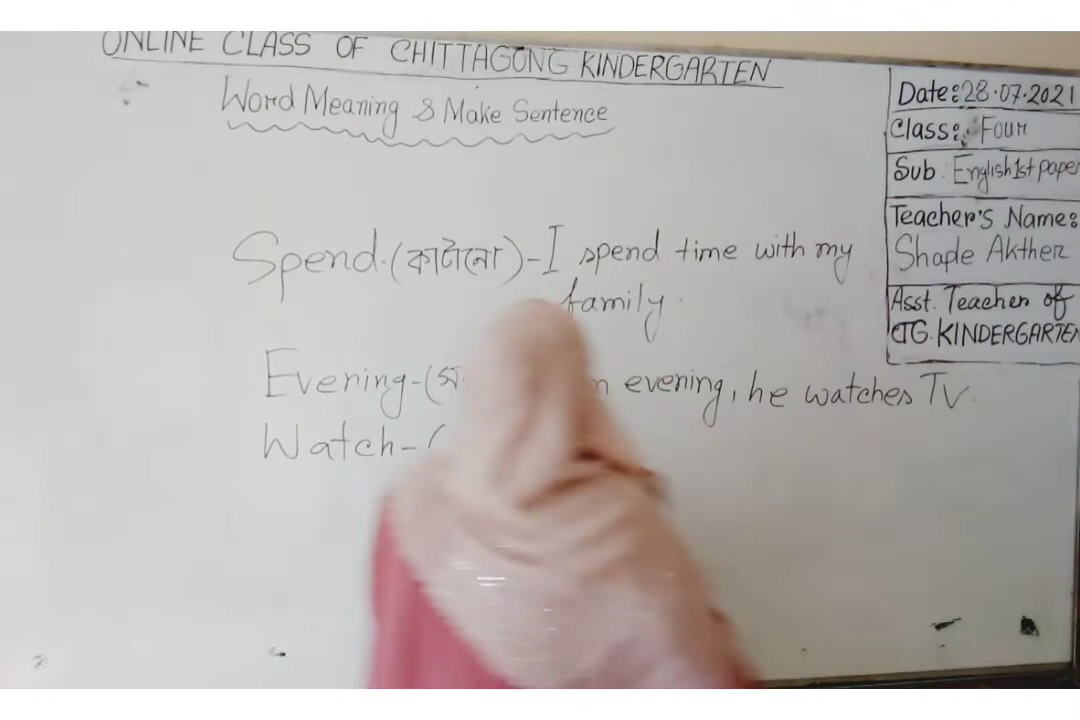 ONLINE CLASS OF CHITTAGONG KINDERGARTEN
Word Meaning & Make Sentence
Date:28.07.2021
Class: Four
Sub: English 1st paper
Teacher's Name:
Shaple Akther
Asst. Teacher of
CTG. KINDERGARTEN
Spend. (কাটানো) - I spend time with my
family.
Evening - (স evening, he watches TV.
Watch - (